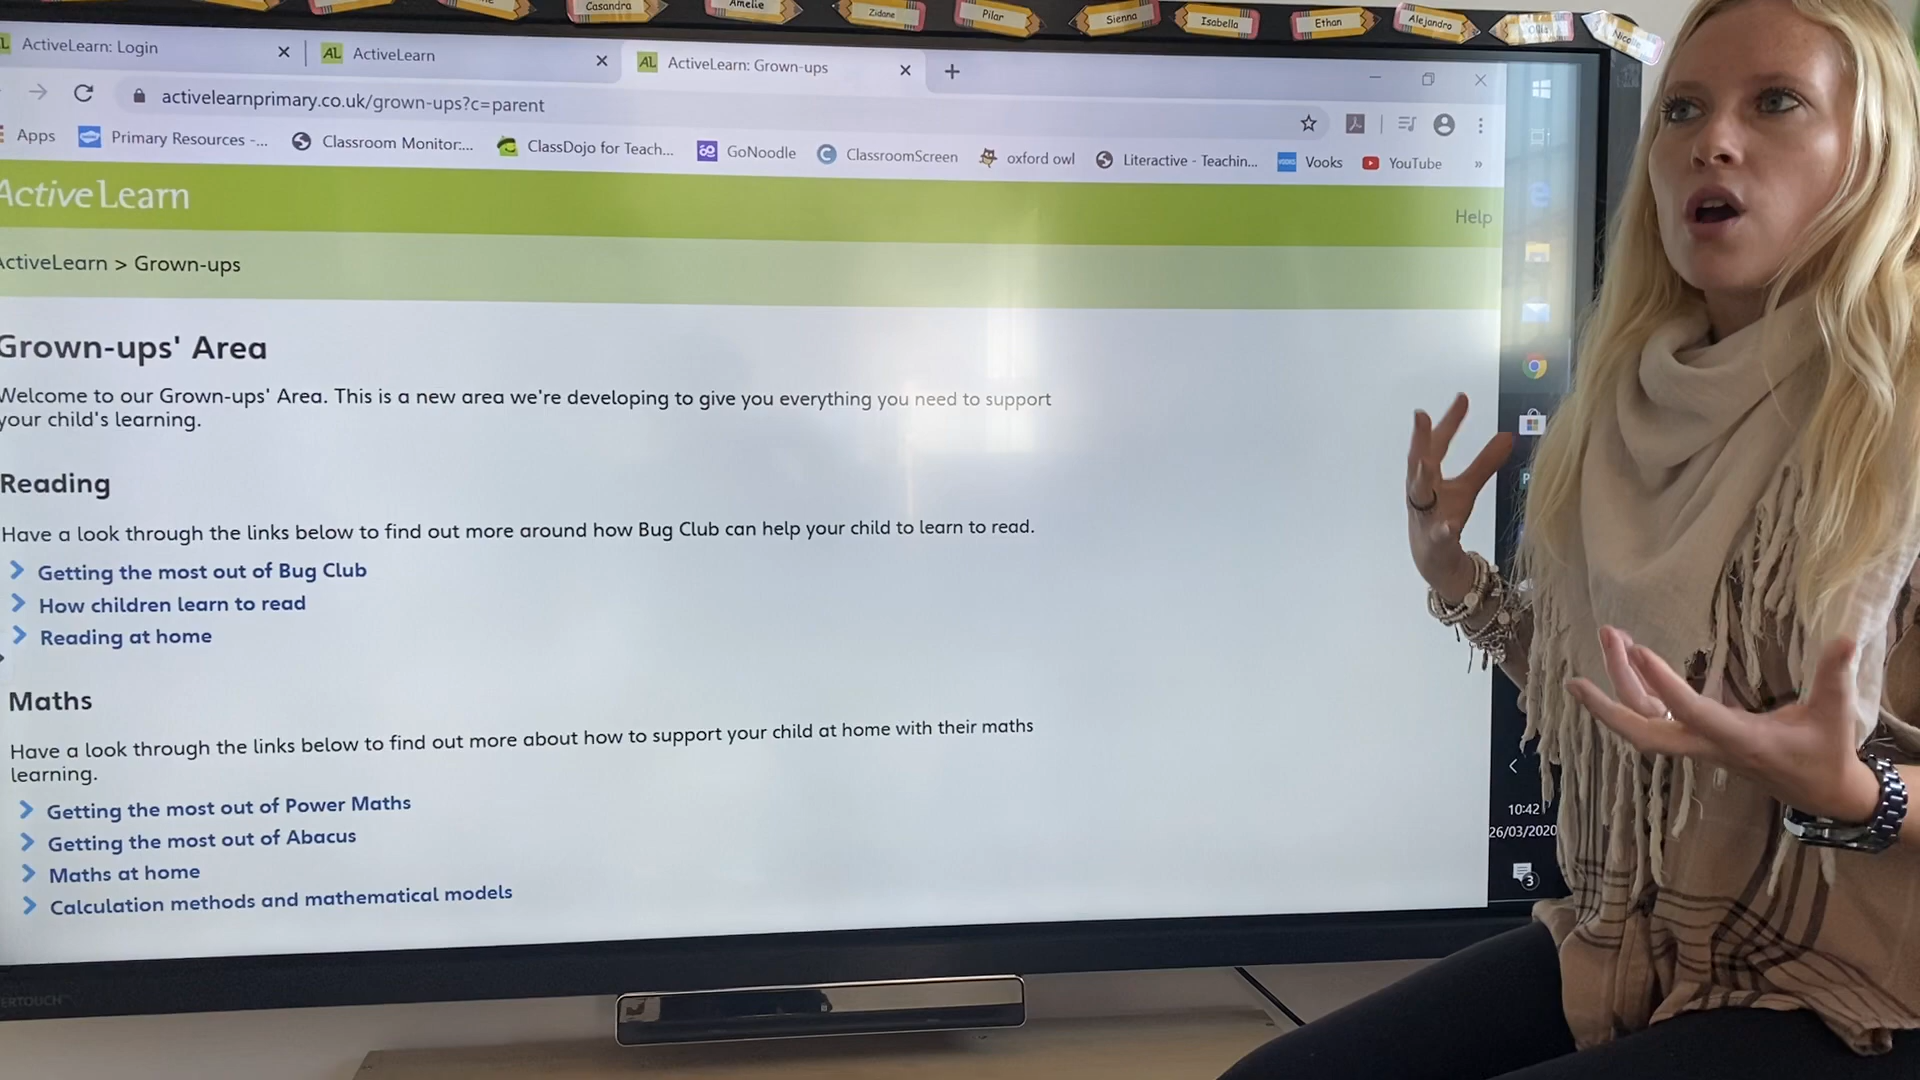 Casandra
Amelie
Zidane
Pilar
Sienna
Isabella
Ethan
Alejandro
Ollie
Nicolle
ActiveLearn: Login
AL ActiveLearn
AL ActiveLearn: Grown-ups
activelearnprimary.co.uk/grown-ups?c=parent
Apps Primary Resources -... Classroom Monitor:... ClassDojo for Teach... GoNoodle ClassroomScreen oxford owl Literactive - Teachin... Vooks YouTube »
ActiveLearn
Help
ActiveLearn > Grown-ups
Grown-ups' Area
Welcome to our Grown-ups' Area. This is a new area we're developing to give you everything you need to support
your child's learning.
Reading
Have a look through the links below to find out more around how Bug Club can help your child to learn to read.
Getting the most out of Bug Club
How children learn to read
Reading at home
Maths
Have a look through the links below to find out more about how to support your child at home with their maths
learning.
Getting the most out of Power Maths
Getting the most out of Abacus
Maths at home
Calculation methods and mathematical models
10:42
26/03/2020
3
ERTOUCH